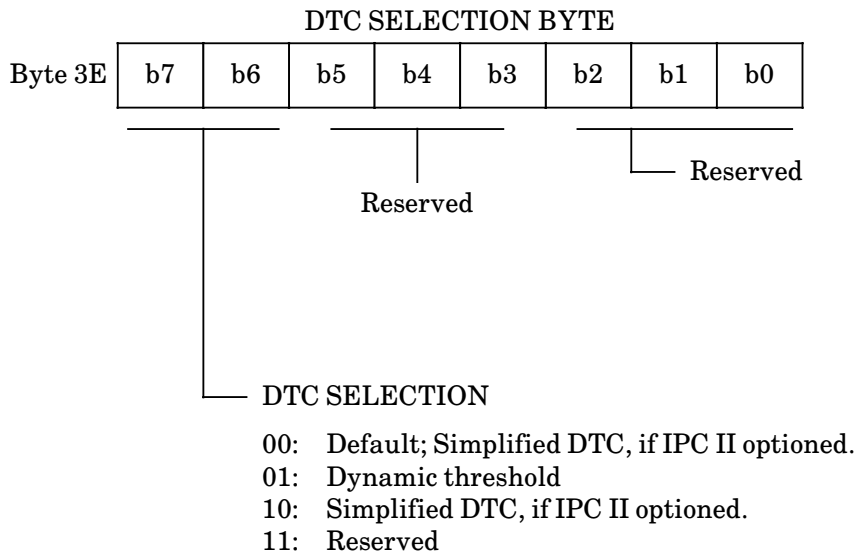 DTC SELECTION BYTE
Byte 3E b7 b6 b5 b4 b3 b2 b1 b0
Reserved
Reserved
DTC SELECTION
00: Default; Simplified DTC, if IPC II optioned.
01: Dynamic threshold
10: Simplified DTC, if IPC II optioned.
11: Reserved